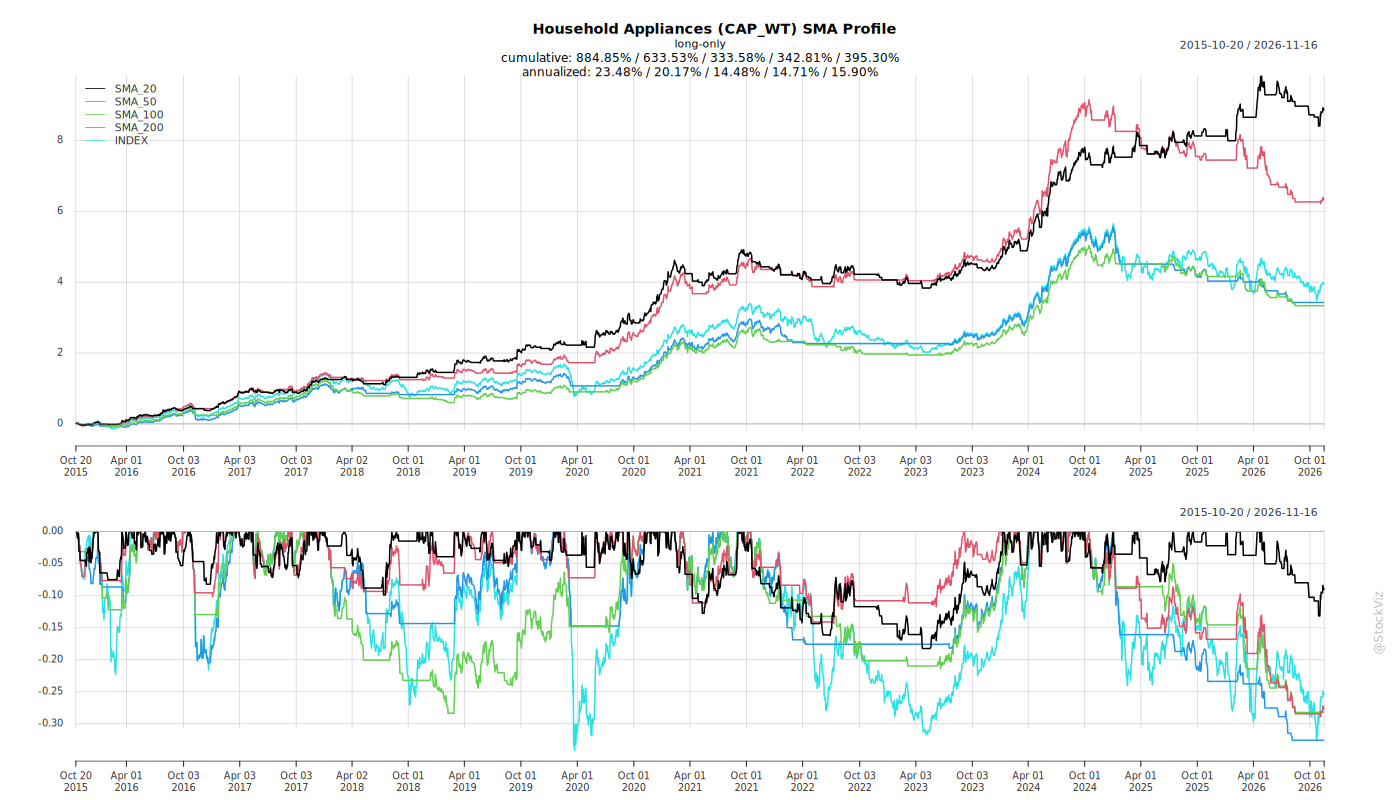 Household Appliances (CAP_WT) SMA Profile
long-only
2015-10-20 / 2026-11-16
cumulative: 884.85% / 633.53% / 333.58% / 342.81% / 395.30%
annualized: 23.48% / 20.17% / 14.48% / 14.71% / 15.90%
SMA_20
SMA_50
SMA_100
SMA_200
INDEX
8
6
4
2
0
Oct 20 Apr 01 Oct 03 Apr 03 Oct 03 Apr 02 Oct 01 Apr 01 Oct 01 Apr 01 Oct 01 Apr 01 Oct 01 Apr 01 Oct 03 Apr 03 Oct 03 Apr 01 Oct 01 Apr 01 Oct 01 Apr 01 Oct 01
2015 2016 2016 2017 2017 2018 2018 2019 2019 2020 2020 2021 2021 2022 2022 2023 2023 2024 2024 2025 2025 2026 2026
2015-10-20 / 2026-11-16
0.00
-0.05
-0.10
-0.15
-0.20
-0.25
-0.30
Oct 20 Apr 01 Oct 03 Apr 03 Oct 03 Apr 02 Oct 01 Apr 01 Oct 01 Apr 01 Oct 01 Apr 01 Oct 01 Apr 01 Oct 03 Apr 03 Oct 03 Apr 01 Oct 01 Apr 01 Oct 01 Apr 01 Oct 01
2015 2016 2016 2017 2017 2018 2018 2019 2019 2020 2020 2021 2021 2022 2022 2023 2023 2024 2024 2025 2025 2026 2026
@StockViz